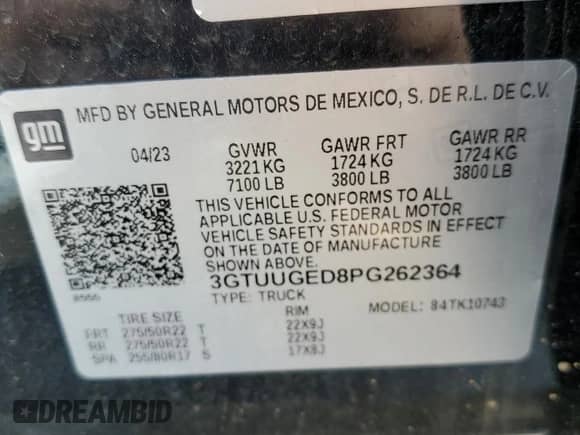 gm
MFD BY GENERAL MOTORS DE MEXICO, S. DE R.L. DE C.V.
04/23 GVWR GAWR FRT GAWR RR
3221 KG 1724 KG 1724 KG
7100 LB 3800 LB 3800 LB
THIS VEHICLE CONFORMS TO ALL
APPLICABLE U.S. FEDERAL MOTOR
VEHICLE SAFETY STANDARDS IN EFFECT
ON THE DATE OF MANUFACTURE
SHOWN ABOVE.
3GTUUGED8PG262364
TYPE: TRUCK MODEL: 84TK10743
TIRE SIZE RIM
FRT 275/50R22 T 22X9J
RR 275/50R22 T 22X9J
SPA 255/80R17 S 17X8J
DREAMBID